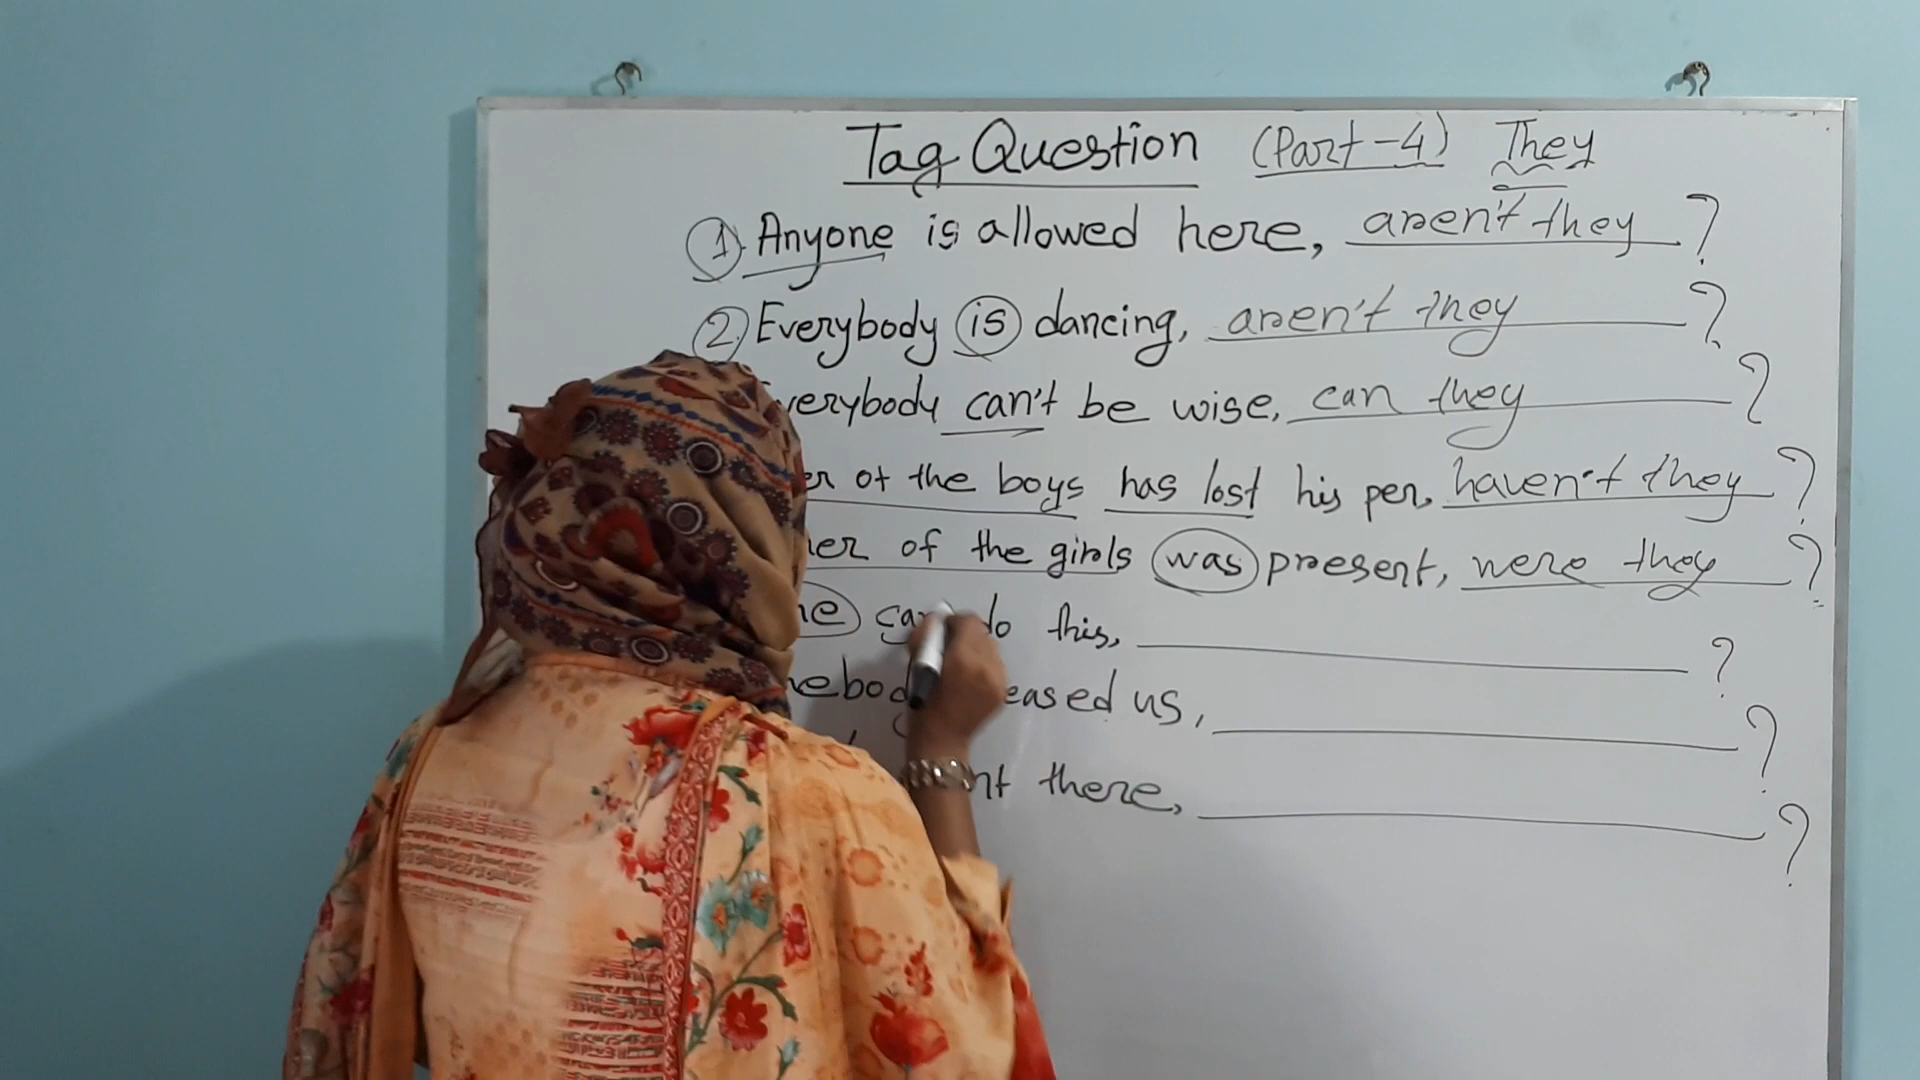 Tag Question (Part-4) They
1. Anyone is allowed here, aren't they ?
2. Everybody is dancing, aren't they ?
can't be wise, can they ?
of the boys has lost his pen, haven't they ?
of the girls was present, were they ?
do this, ?
us, ?
there, ?